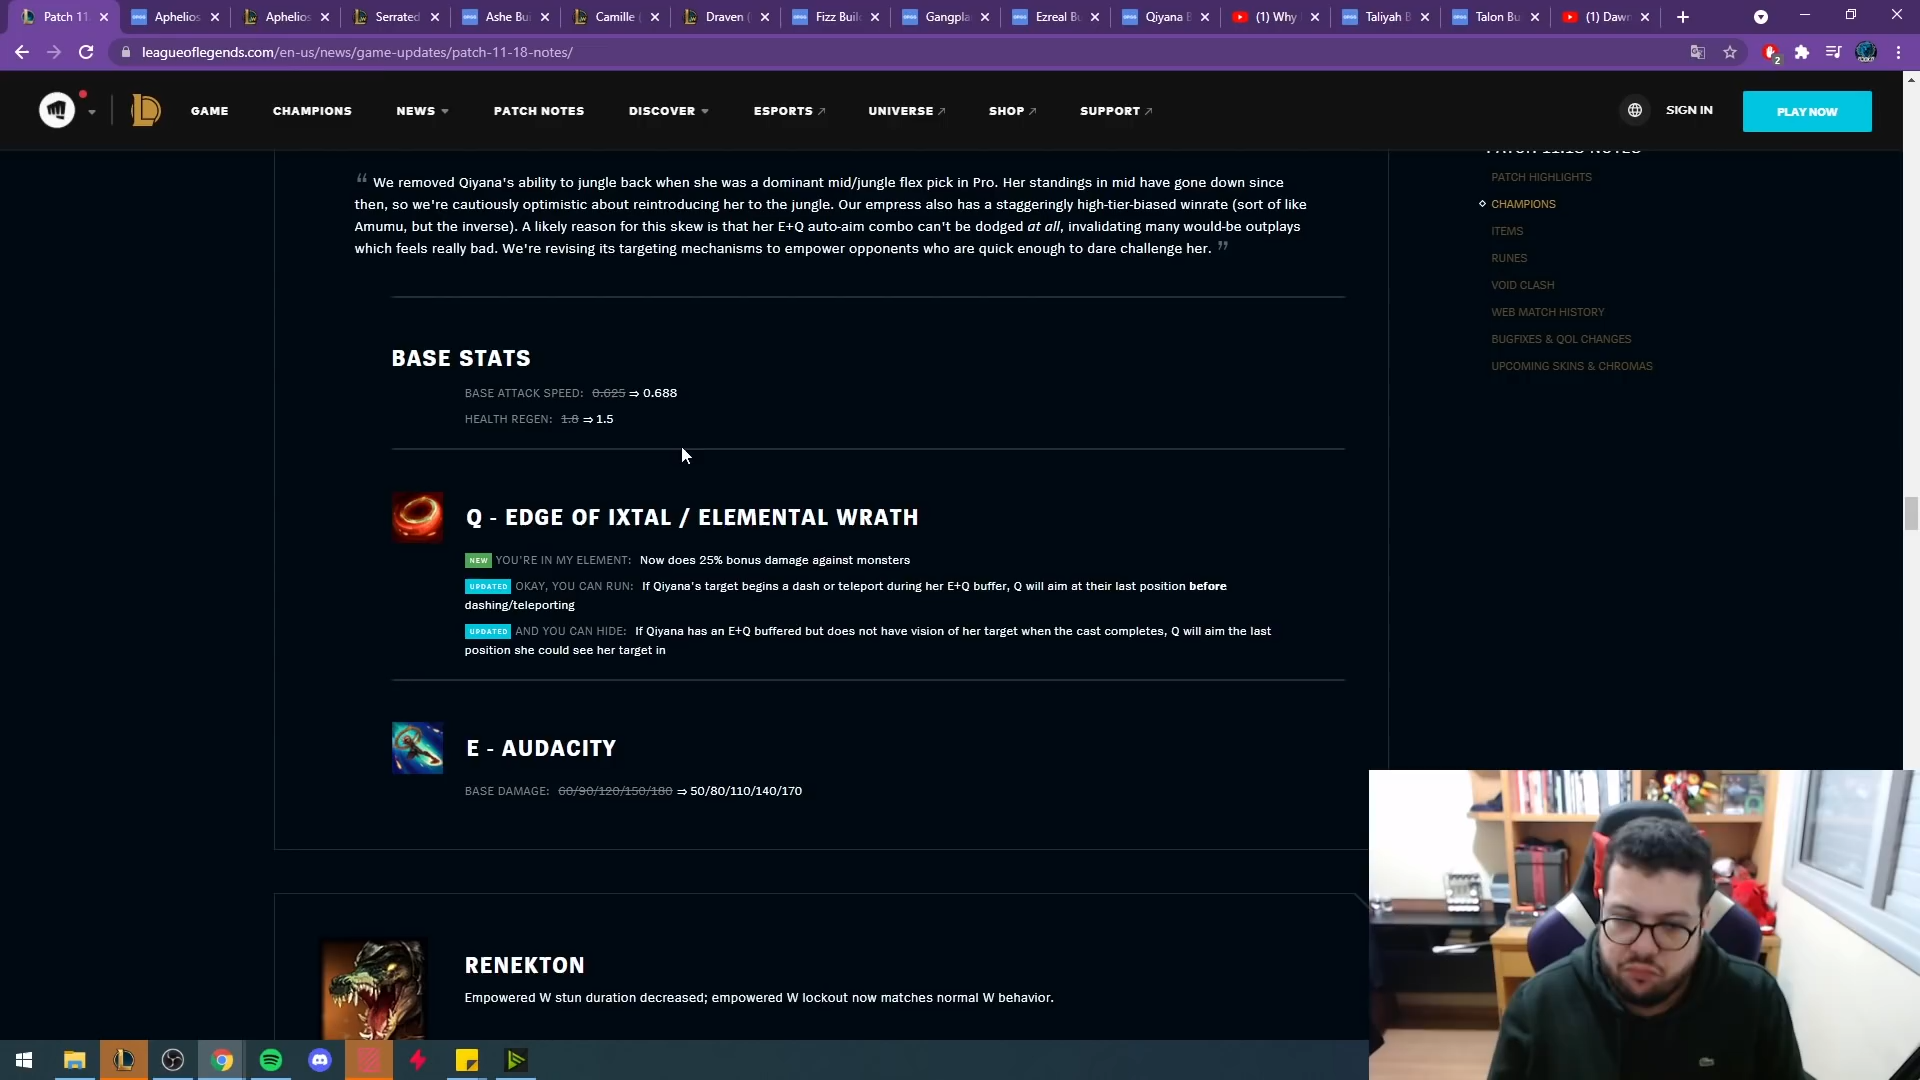 Patch 11.
Aphelios
Aphelios
Serrated
Ashe Bui
Camille (
Draven (
Fizz Buil
Gangpla
Ezreal Bu
Qiyana B
(1) Why
Taliyah B
Talon Bu
(1) Dawn
leagueoflegends.com/en-us/news/game-updates/patch-11-18-notes/
2
GAME CHAMPIONS NEWS PATCH NOTES DISCOVER ESPORTS UNIVERSE SHOP SUPPORT SIGN IN PLAY NOW
“ We removed Qiyana's ability to jungle back when she was a dominant mid/jungle flex pick in Pro. Her standings in mid have gone down since
then, so we're cautiously optimistic about reintroducing her to the jungle. Our empress also has a staggeringly high-tier-biased winrate (sort of like
Amumu, but the inverse). A likely reason for this skew is that her E+Q auto-aim combo can't be dodged at all, invalidating many would-be outplays
which feels really bad. We're revising its targeting mechanisms to empower opponents who are quick enough to dare challenge her. ”
BASE STATS
BASE ATTACK SPEED: 0.625 ⇒ 0.688
HEALTH REGEN: 1.8 ⇒ 1.5
Q - EDGE OF IXTAL / ELEMENTAL WRATH
NEW YOU'RE IN MY ELEMENT: Now does 25% bonus damage against monsters
UPDATED OKAY, YOU CAN RUN: If Qiyana's target begins a dash or teleport during her E+Q buffer, Q will aim at their last position before
dashing/teleporting
UPDATED AND YOU CAN HIDE: If Qiyana has an E+Q buffered but does not have vision of her target when the cast completes, Q will aim the last
position she could see her target in
E - AUDACITY
BASE DAMAGE: 60/90/120/150/180 ⇒ 50/80/110/140/170
RENEKTON
Empowered W stun duration decreased; empowered W lockout now matches normal W behavior.
PATCH 11.18 NOTES
PATCH HIGHLIGHTS
CHAMPIONS
ITEMS
RUNES
VOID CLASH
WEB MATCH HISTORY
BUGFIXES & QOL CHANGES
UPCOMING SKINS & CHROMAS